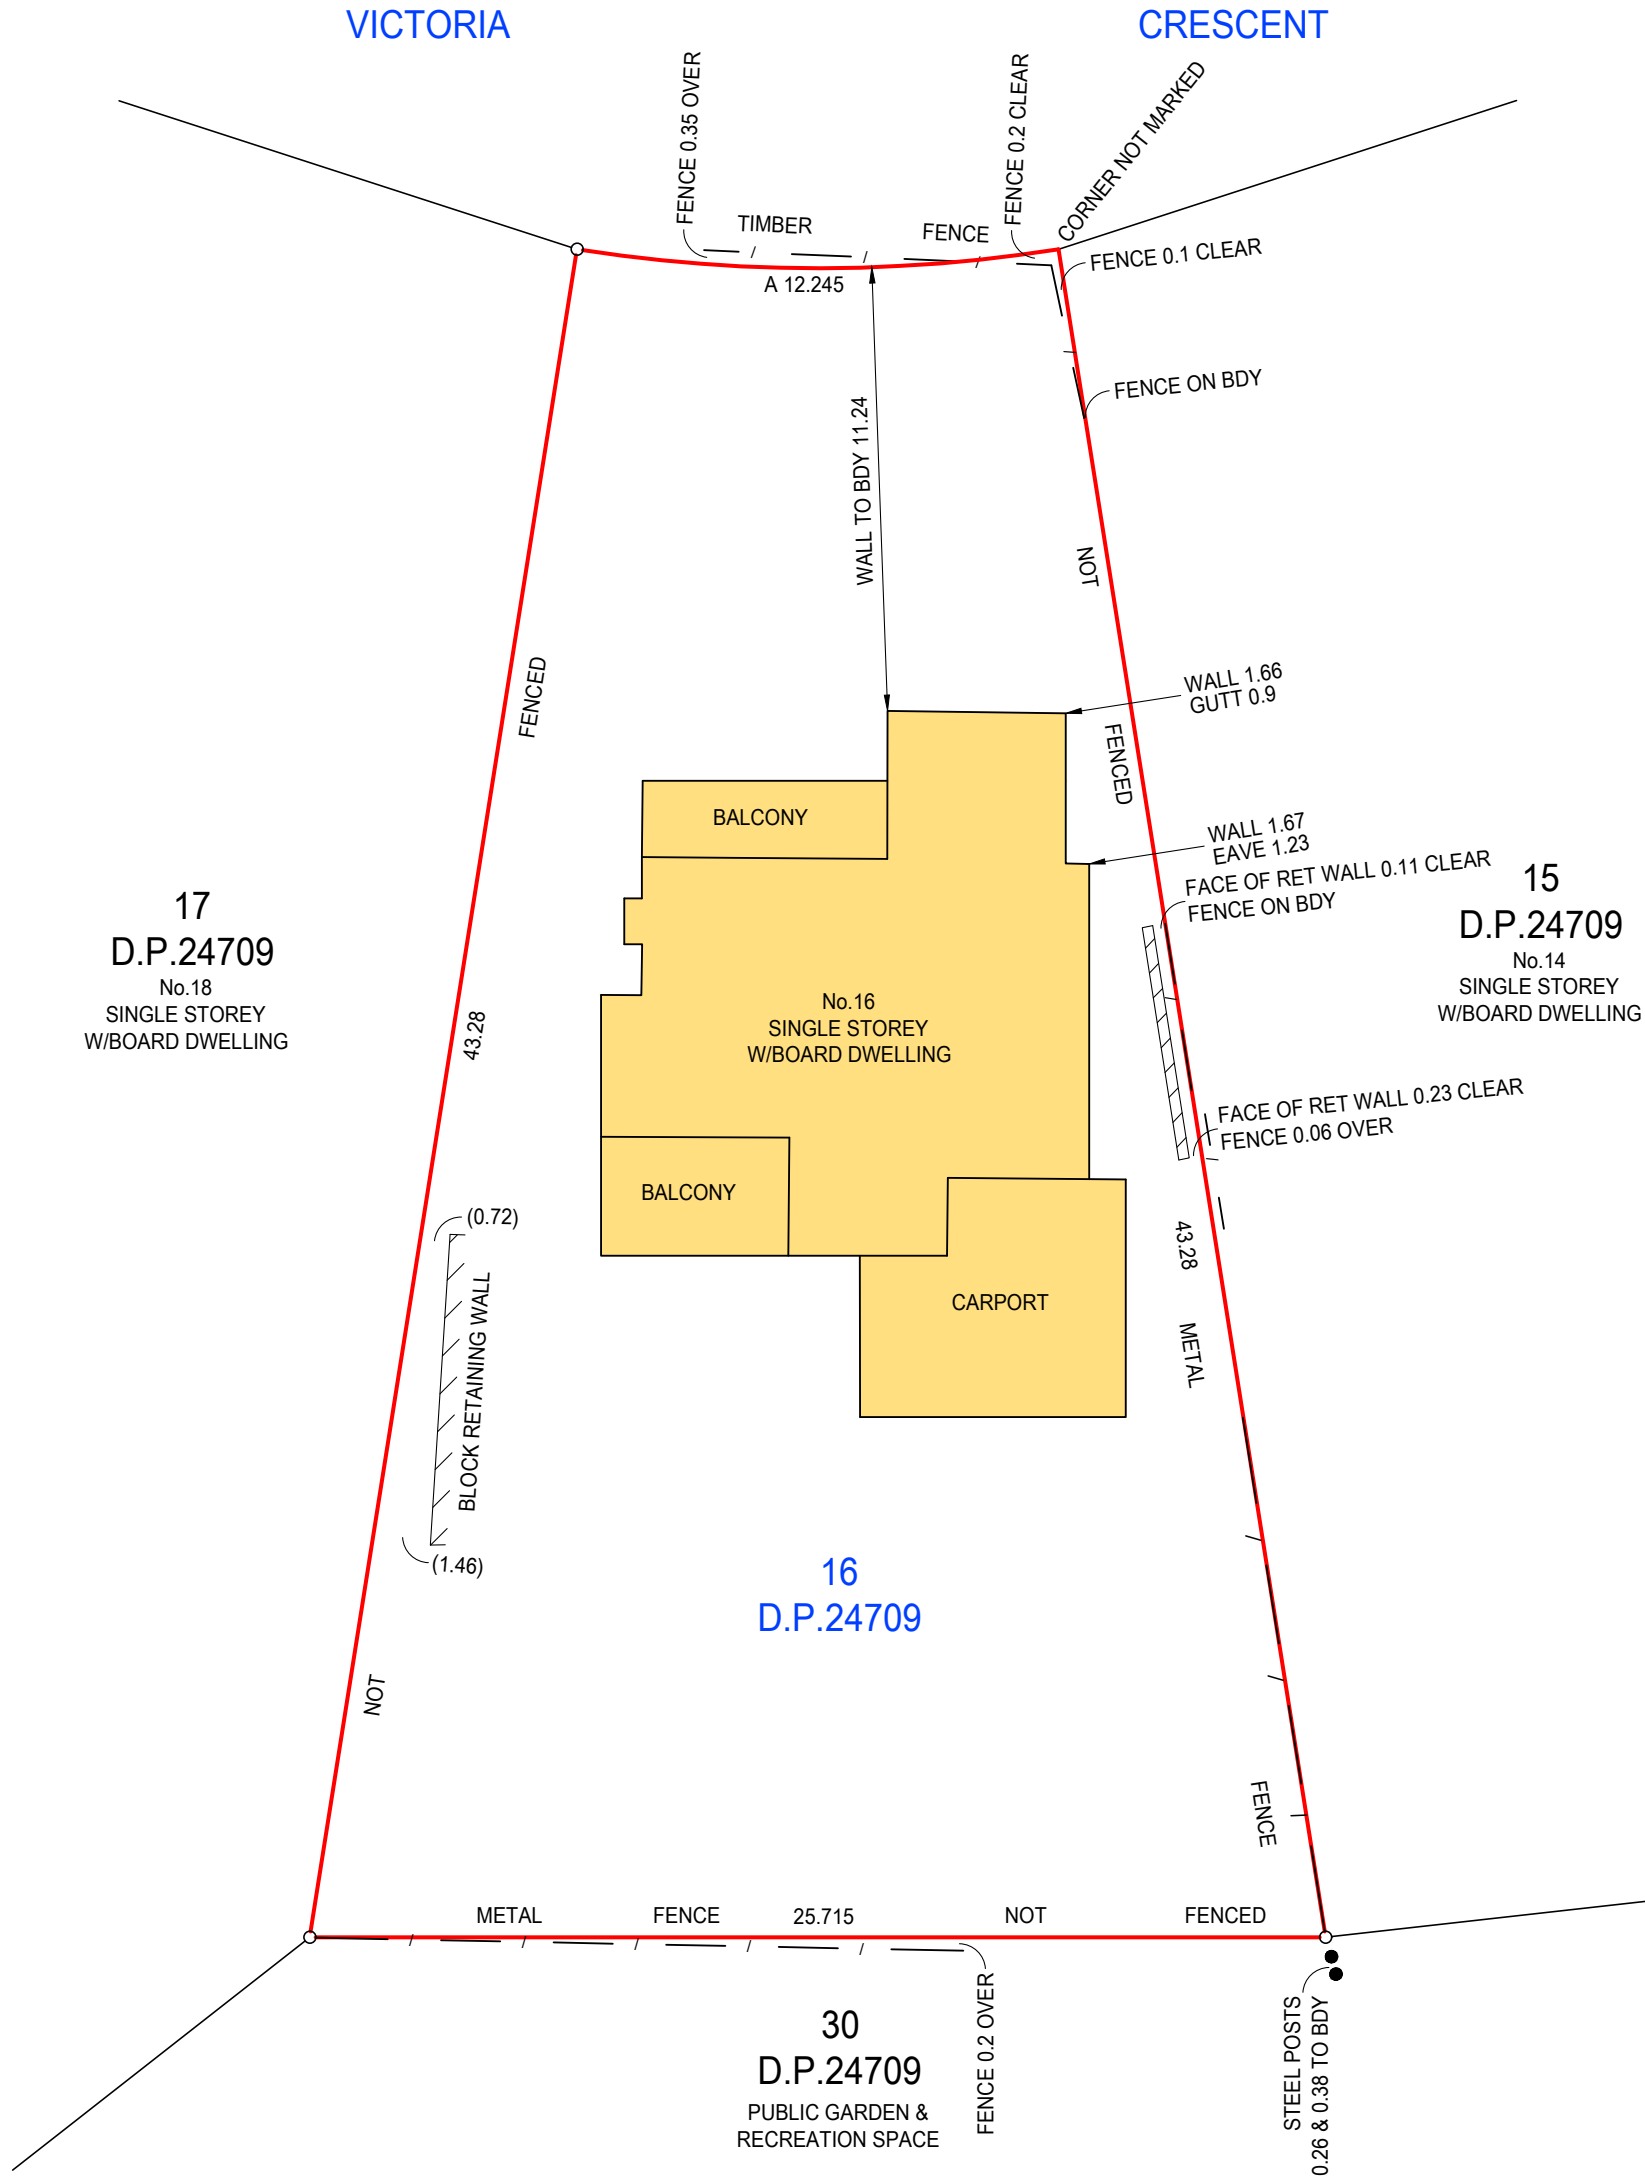 VICTORIA
CRESCENT
FENCE 0.35 OVER
FENCE 0.2 CLEAR
CORNER NOT MARKED
TIMBER
FENCE
FENCE 0.1 CLEAR
A 12.245
FENCE ON BDY
WALL TO BDY 11.24
NOT
FENCED
WALL 1.66
GUTT 0.9
FENCED
BALCONY
WALL 1.67
EAVE 1.23
FACE OF RET WALL 0.11 CLEAR
FENCE ON BDY
17
D.P.24709
No.18
SINGLE STOREY
W/BOARD DWELLING
15
D.P.24709
No.14
SINGLE STOREY
W/BOARD DWELLING
43.28
No.16
SINGLE STOREY
W/BOARD DWELLING
FACE OF RET WALL 0.23 CLEAR
FENCE 0.06 OVER
BALCONY
(0.72)
43.28
CARPORT
BLOCK RETAINING WALL
METAL
(1.46)
16
D.P.24709
NOT
FENCE
METAL
FENCE
25.715
NOT
FENCED
FENCE 0.2 OVER
STEEL POSTS
0.26 & 0.38 TO BDY
30
D.P.24709
PUBLIC GARDEN &
RECREATION SPACE